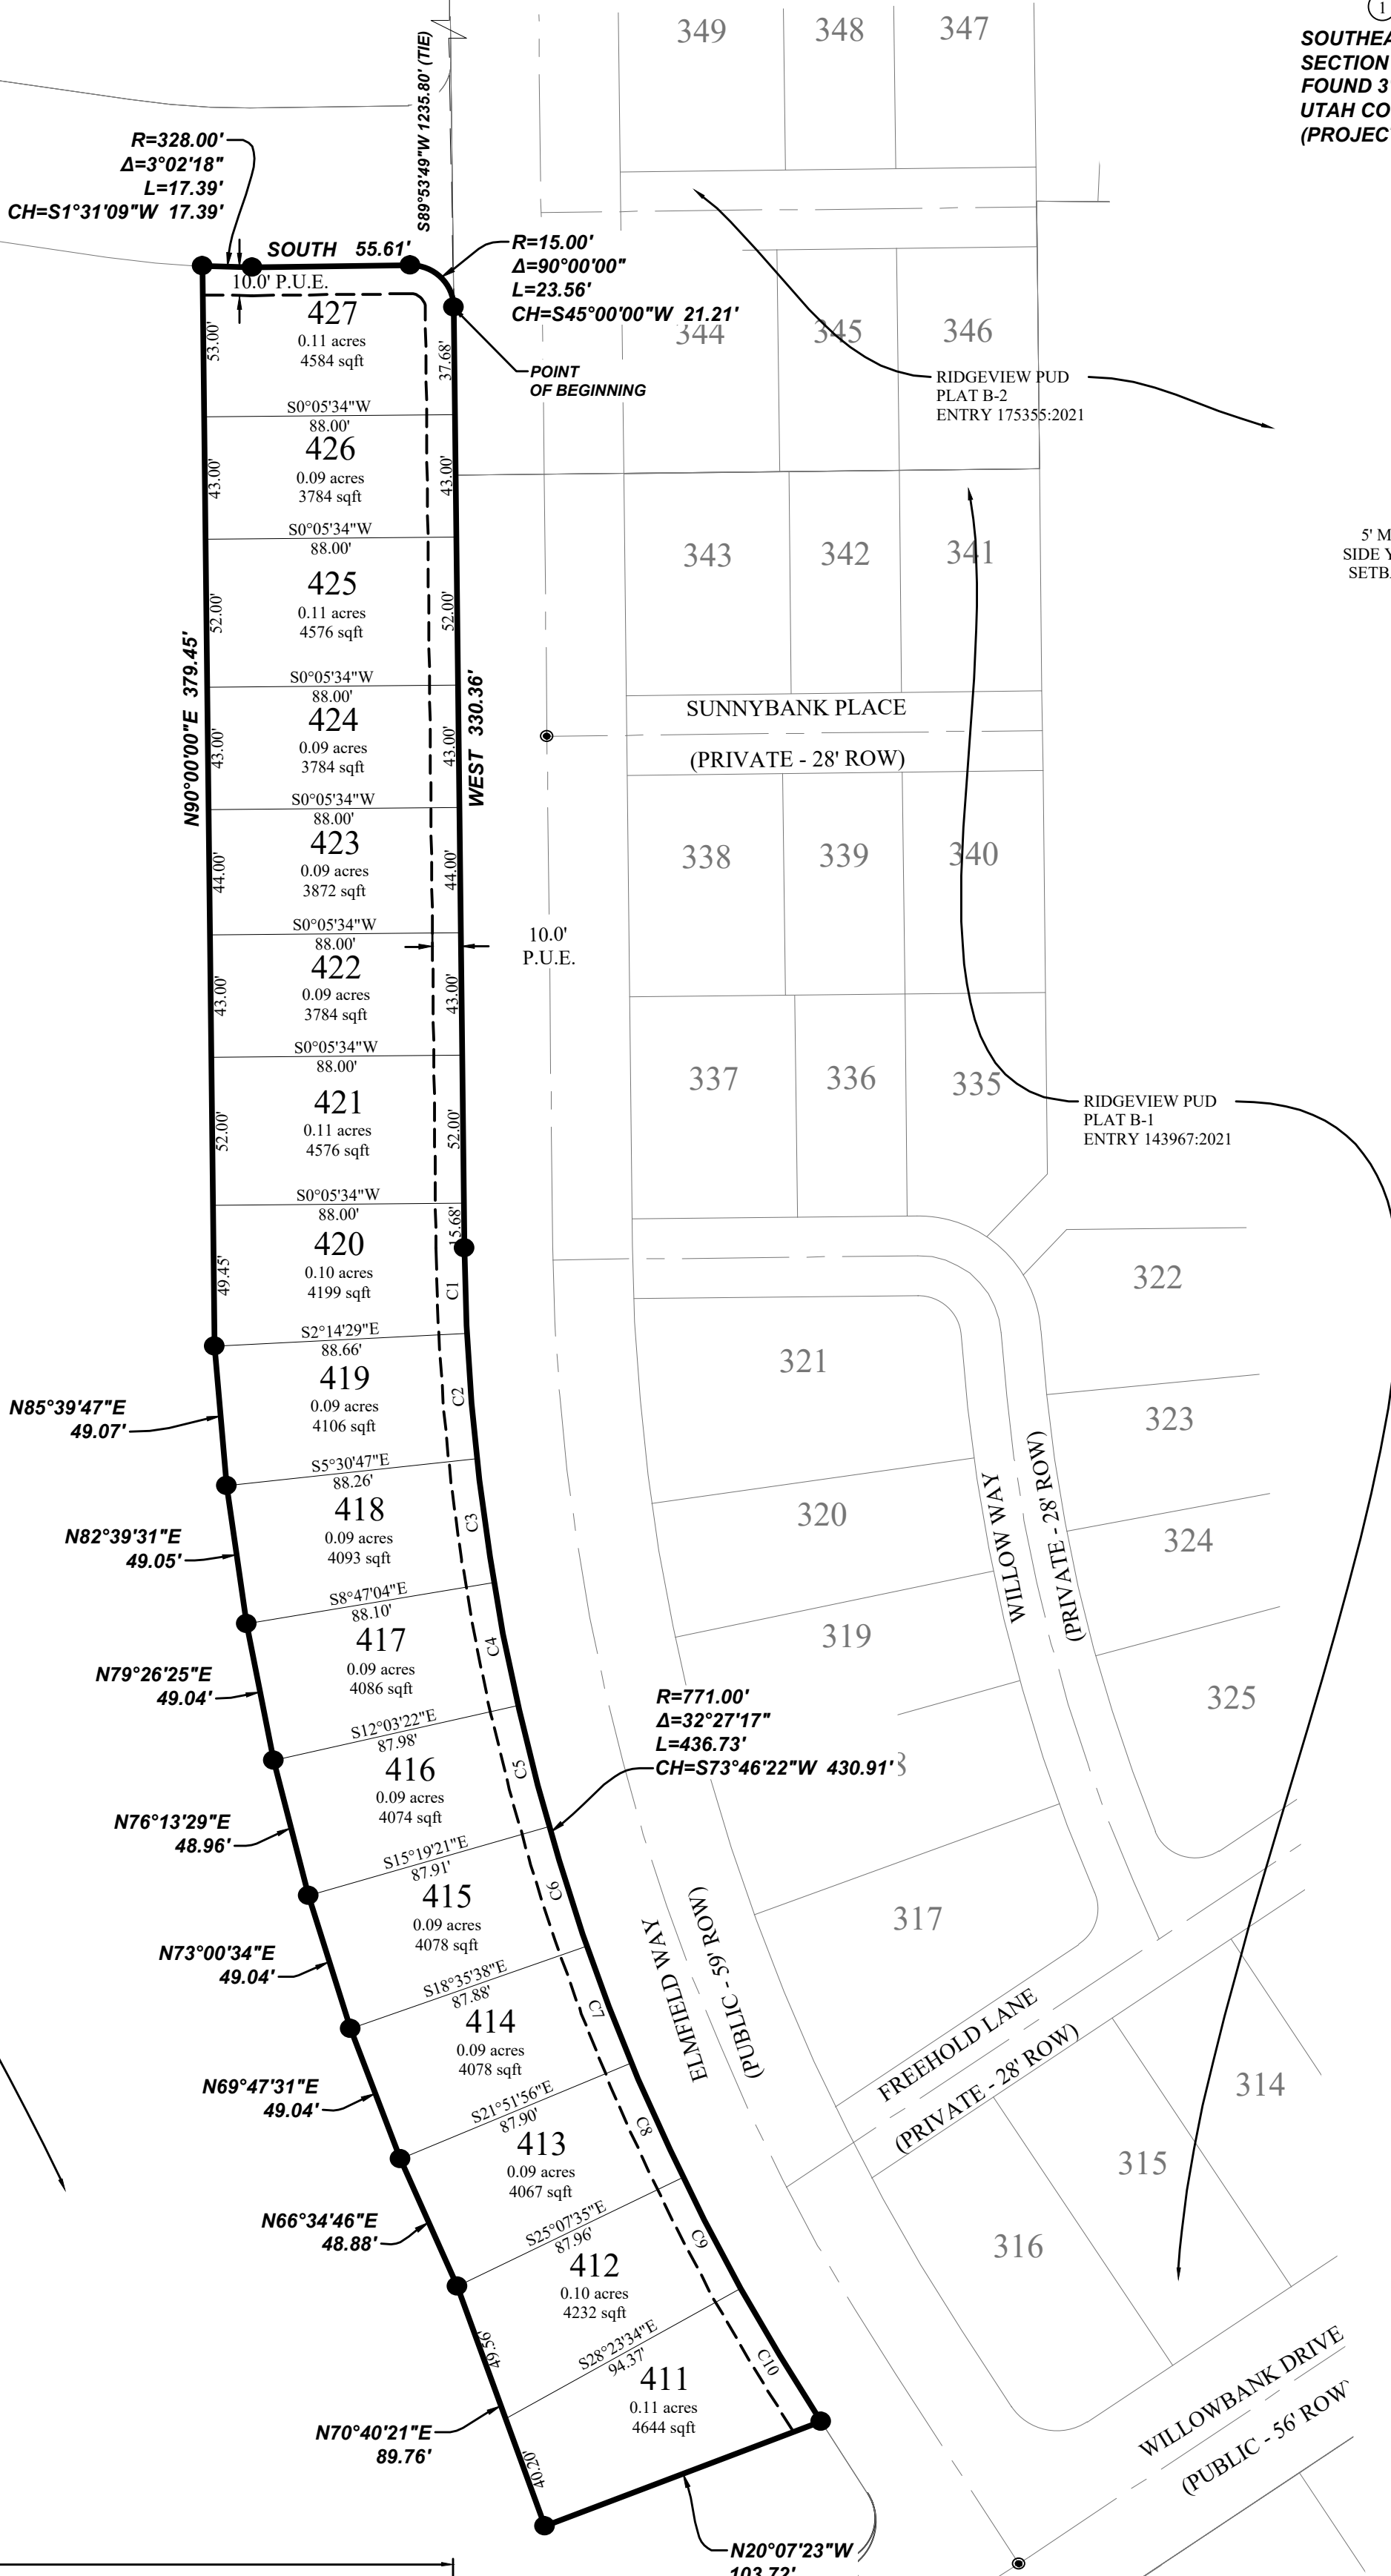 349
348
347
1
SOUTHEA
SECTION
FOUND 3
UTAH CO
(PROJEC
S89°53'49"W 1235.80' (TIE)
R=328.00'
Δ=3°02'18"
L=17.39'
CH=S1°31'09"W 17.39'
SOUTH 55.61'
R=15.00'
Δ=90°00'00"
L=23.56'
CH=S45°00'00"W 21.21'
10.0' P.U.E.
427
0.11 acres
4584 sqft
53.00'
37.68'
POINT
OF BEGINNING
344
345
346
RIDGEVIEW PUD
PLAT B-2
ENTRY 175355:2021
S0°05'34"W
88.00'
426
0.09 acres
3784 sqft
43.00'
43.00'
S0°05'34"W
88.00'
343
342
341
5' M
SIDE Y
SETBA
425
0.11 acres
4576 sqft
52.00'
52.00'
S0°05'34"W
88.00'
N90°00'00"E 379.45'
WEST 330.36'
424
0.09 acres
3784 sqft
43.00'
43.00'
SUNNYBANK PLACE
(PRIVATE - 28' ROW)
S0°05'34"W
88.00'
423
0.09 acres
3872 sqft
44.00'
44.00'
338
339
340
S0°05'34"W
88.00'
10.0'
P.U.E.
422
0.09 acres
3784 sqft
43.00'
43.00'
S0°05'34"W
88.00'
337
336
335
421
0.11 acres
4576 sqft
52.00'
52.00'
RIDGEVIEW PUD
PLAT B-1
ENTRY 143967:2021
S0°05'34"W
88.00'
420
0.10 acres
4199 sqft
49.45'
15.68'
C1
322
S2°14'29"E
88.66'
321
419
0.09 acres
4106 sqft
C2
N85°39'47"E
49.07'
323
S5°30'47"E
88.26'
418
0.09 acres
4093 sqft
C3
320
WILLOW WAY
(PRIVATE - 28' ROW)
324
N82°39'31"E
49.05'
S8°47'04"E
88.10'
417
0.09 acres
4086 sqft
C4
319
N79°26'25"E
49.04'
325
R=771.00'
Δ=32°27'17"
L=436.73'
CH=S73°46'22"W 430.91'
S12°03'22"E
87.98'
416
0.09 acres
4074 sqft
C5
N76°13'29"E
48.96'
S15°19'21"E
87.91'
415
0.09 acres
4078 sqft
C6
317
ELMFIELD WAY
(PUBLIC - 59' ROW)
N73°00'34"E
49.04'
S18°35'38"E
87.88'
414
0.09 acres
4078 sqft
C7
FREEHOLD LANE
(PRIVATE - 28' ROW)
314
N69°47'31"E
49.04'
S21°51'56"E
87.90'
413
0.09 acres
4067 sqft
C8
315
N66°34'46"E
48.88'
S25°07'35"E
87.96'
412
0.10 acres
4232 sqft
C9
316
49.56'
S28°23'34"E
94.37'
411
0.11 acres
4644 sqft
C10
WILLOWBANK DRIVE
(PUBLIC - 56' ROW
N70°40'21"E
89.76'
40.20'
N20°07'23"W
103.72'